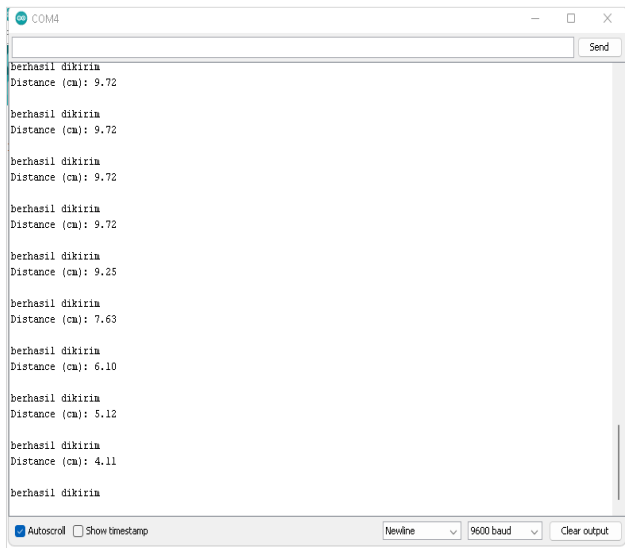 COM4
Send
berhasil dikirim
Distance (cm): 9.72
berhasil dikirim
Distance (cm): 9.72
berhasil dikirim
Distance (cm): 9.72
berhasil dikirim
Distance (cm): 9.72
berhasil dikirim
Distance (cm): 9.25
berhasil dikirim
Distance (cm): 7.63
berhasil dikirim
Distance (cm): 6.10
berhasil dikirim
Distance (cm): 5.12
berhasil dikirim
Distance (cm): 4.11
berhasil dikirim
Autoscroll Show timestamp Newline 9600 baud Clear output